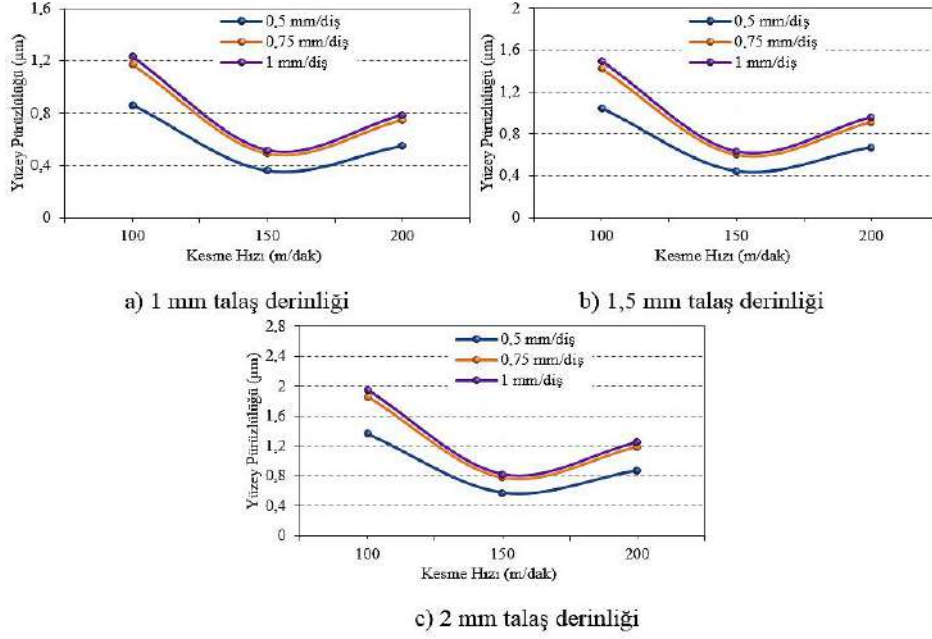 Yüzey Pürüzlülüğü (µm)
1,6
1,2
0,8
0,4
0
0,5 mm/diş
0,75 mm/diş
1 mm/diş
100 150 200
Kesme Hızı (m/dak)
a) 1 mm talaş derinliği
Yüzey Pürüzlülüğü (µm)
2
1,6
1,2
0,8
0,4
0
0,5 mm/diş
0,75 mm/diş
1 mm/diş
100 150 200
Kesme Hızı (m/dak)
b) 1,5 mm talaş derinliği
Yüzey Pürüzlülüğü (µm)
2,8
2,4
2
1,6
1,2
0,8
0,4
0
0,5 mm/diş
0,75 mm/diş
1 mm/diş
100 150 200
Kesme Hızı (m/dak)
c) 2 mm talaş derinliği